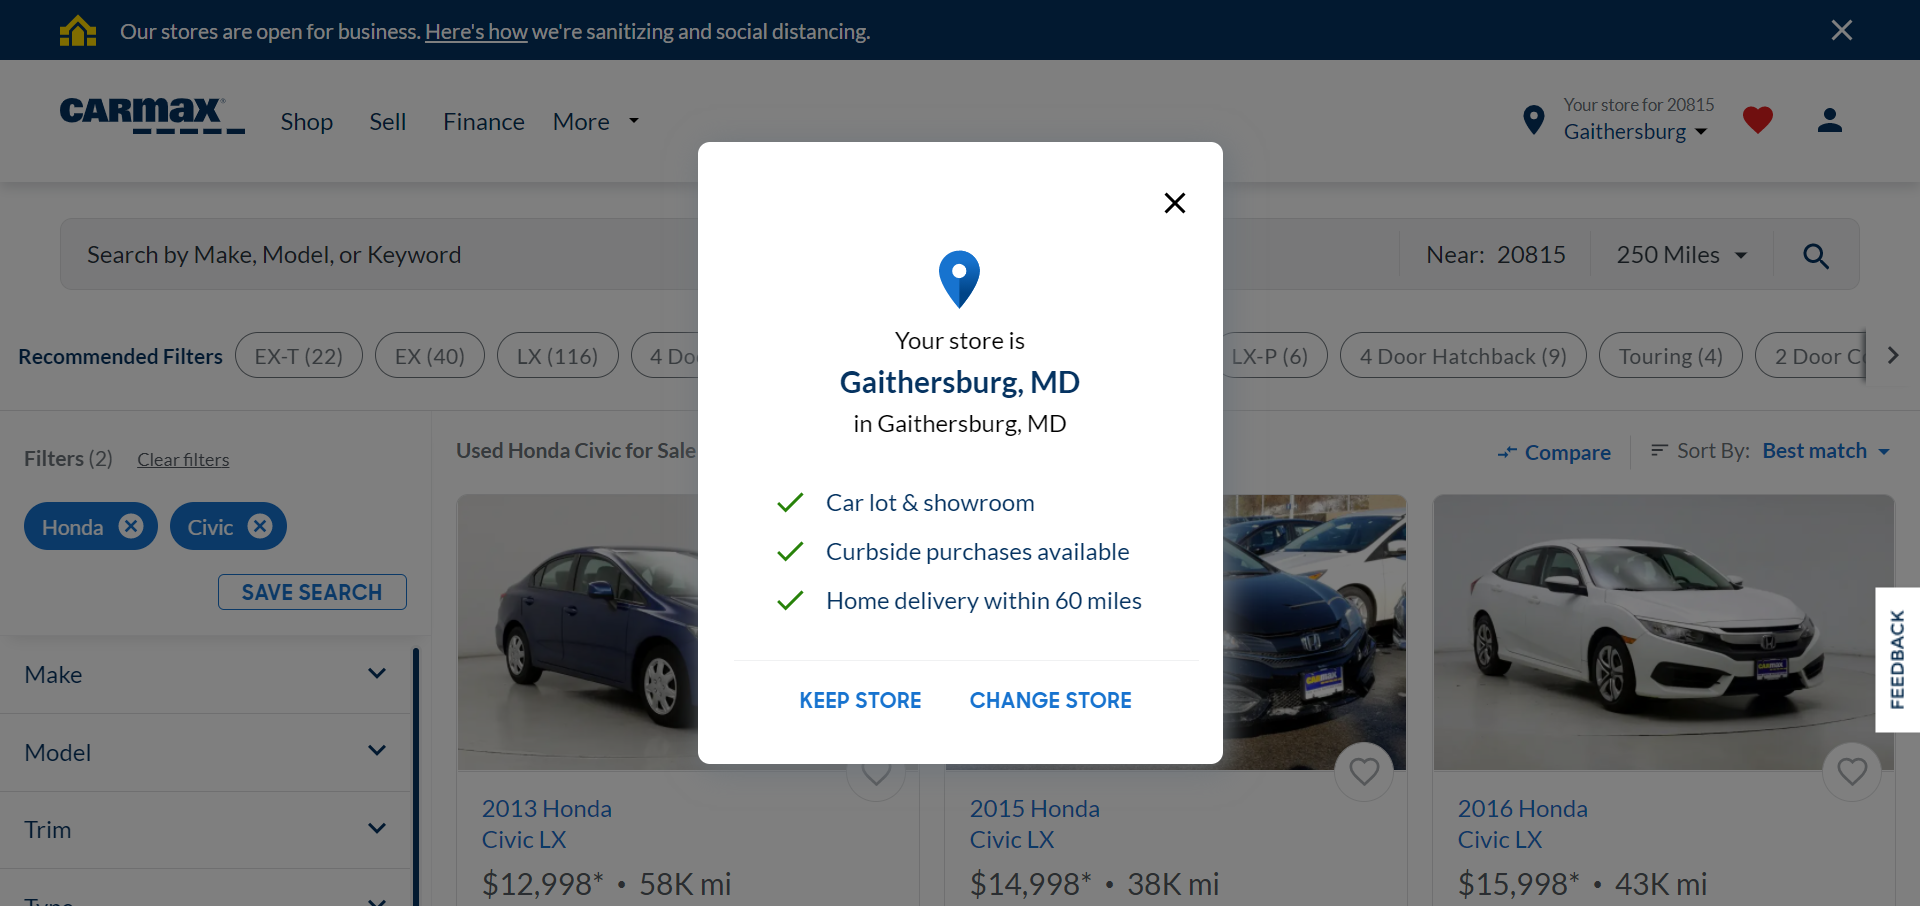 Our stores are open for business. Here's how we're sanitizing and social distancing.
CARMAX
Shop Sell Finance More
Your store for 20815
Gaithersburg
Search by Make, Model, or Keyword
Near: 20815 250 Miles
Recommended Filters EX-T (22) EX (40) LX (116) 4 Do LX-P (6) 4 Door Hatchback (9) Touring (4) 2 Door C
Filters (2) Clear filters
Honda Civic
SAVE SEARCH
Make
Model
Trim
Type
Used Honda Civic for Sale
Compare Sort By: Best match
Your store is
Gaithersburg, MD
in Gaithersburg, MD
Car lot & showroom
Curbside purchases available
Home delivery within 60 miles
KEEP STORE CHANGE STORE
CARMAX
CARMAX
FEEDBACK
2013 Honda
Civic LX
$12,998* • 58K mi
2015 Honda
Civic LX
$14,998* • 38K mi
2016 Honda
Civic LX
$15,998* • 43K mi